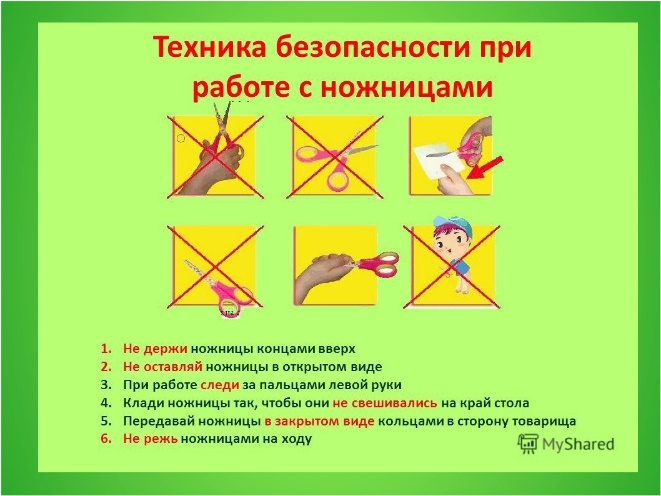 Техника безопасности при
работе с ножницами
1. Не держи ножницы концами вверх
2. Не оставляй ножницы в открытом виде
3. При работе следи за пальцами левой руки
4. Клади ножницы так, чтобы они не свешивались на край стола
5. Передавай ножницы в закрытом виде кольцами в сторону товарища
6. Не режь ножницами на ходу
MyShared